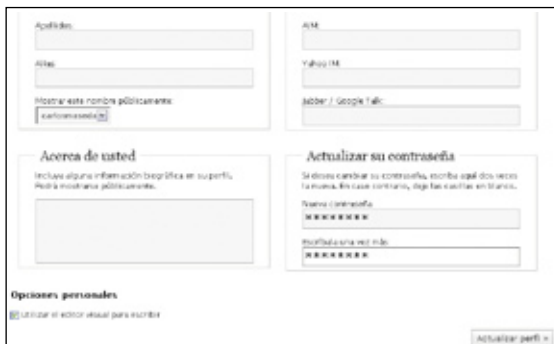 Apellidos:
Alias:
Mostrar este nombre públicamente:
AIM:
Yahoo IM:
Jabber / Google Talk:
Acerca de usted
Incluya alguna información biográfica en su perfil.
Podrá mostrarse públicamente.
Actualizar su contraseña
Si desea cambiar su contraseña, escriba aquí dos veces
la nueva. En caso contrario, deje las casillas en blanco.
Nueva contraseña:
********
Escríbala una vez más:
********
Opciones personales
Utilizar el editor visual para escribir
Actualizar perfil »